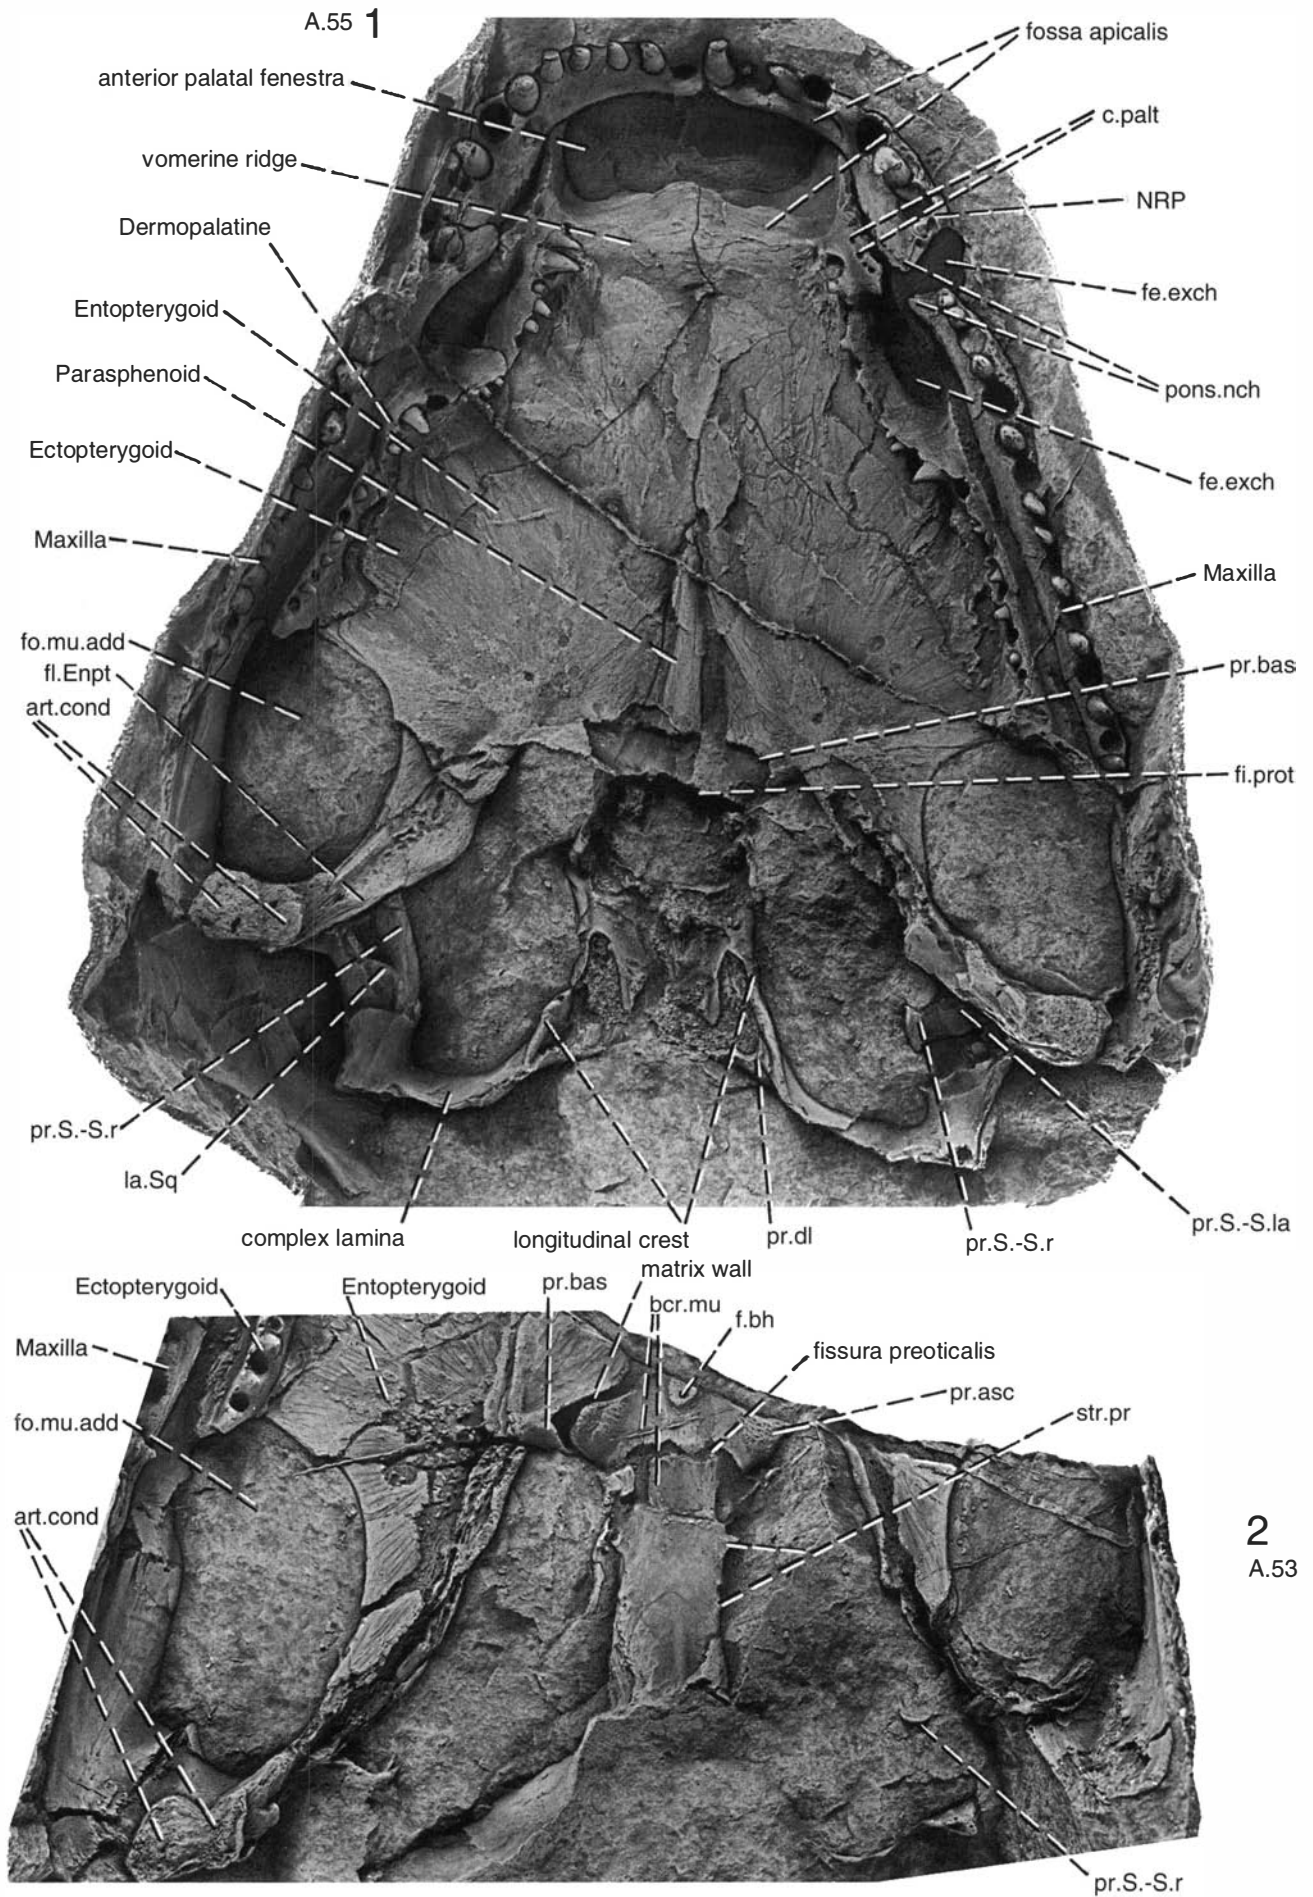 A.55 1
anterior palatal fenestra
vomerine ridge
Dermopalatine
Entopterygoid
Parasphenoid
Ectopterygoid
Maxilla
fo.mu.add
fl.Enpt
art.cond
pr.S.-S.r
la.Sq
complex lamina
longitudinal crest
pr.dl
pr.S.-S.r
pr.S.-S.la
fossa apicalis
c.palt
NRP
fe.exch
pons.nch
fe.exch
Maxilla
pr.bas
fi.prot
Ectopterygoid
Entopterygoid
pr.bas
matrix wall
bcr.mu
f.bh
fissura preoticalis
pr.asc
str.pr
Maxilla
fo.mu.add
art.cond
2
A.53
pr.S.-S.r